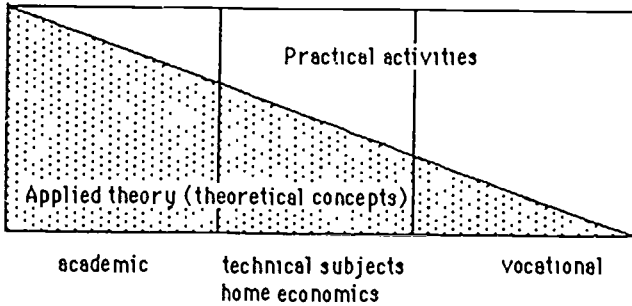 Practical activities
Applied theory (theoretical concepts)
academic technical subjects vocational
home economics